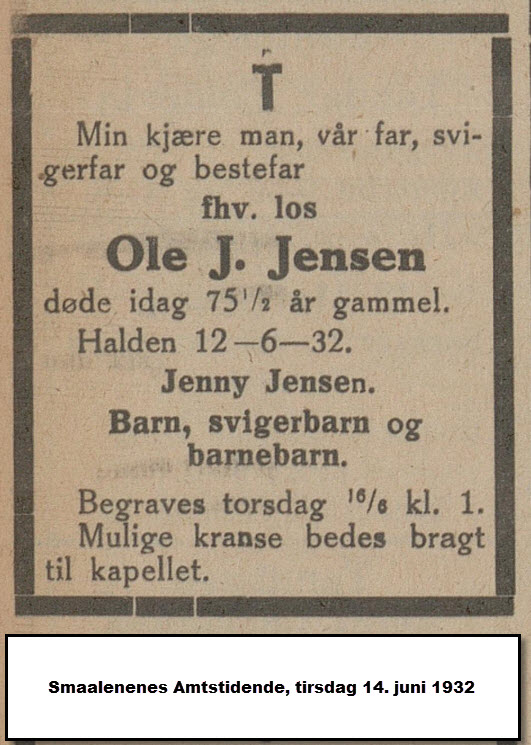 Min kjære man, vår far, svi-
gerfar og bestefar
fhv. los
Ole J. Jensen
døde idag 75½ år gammel.
Halden 12—6—32.
Jenny Jensen.
Barn, svigerbarn og
barnebarn.
Begraves torsdag 16/6 kl. 1.
Mulige kranse bedes bragt
til kapellet.
Smaalenenes Amtstidende, tirsdag 14. juni 1932